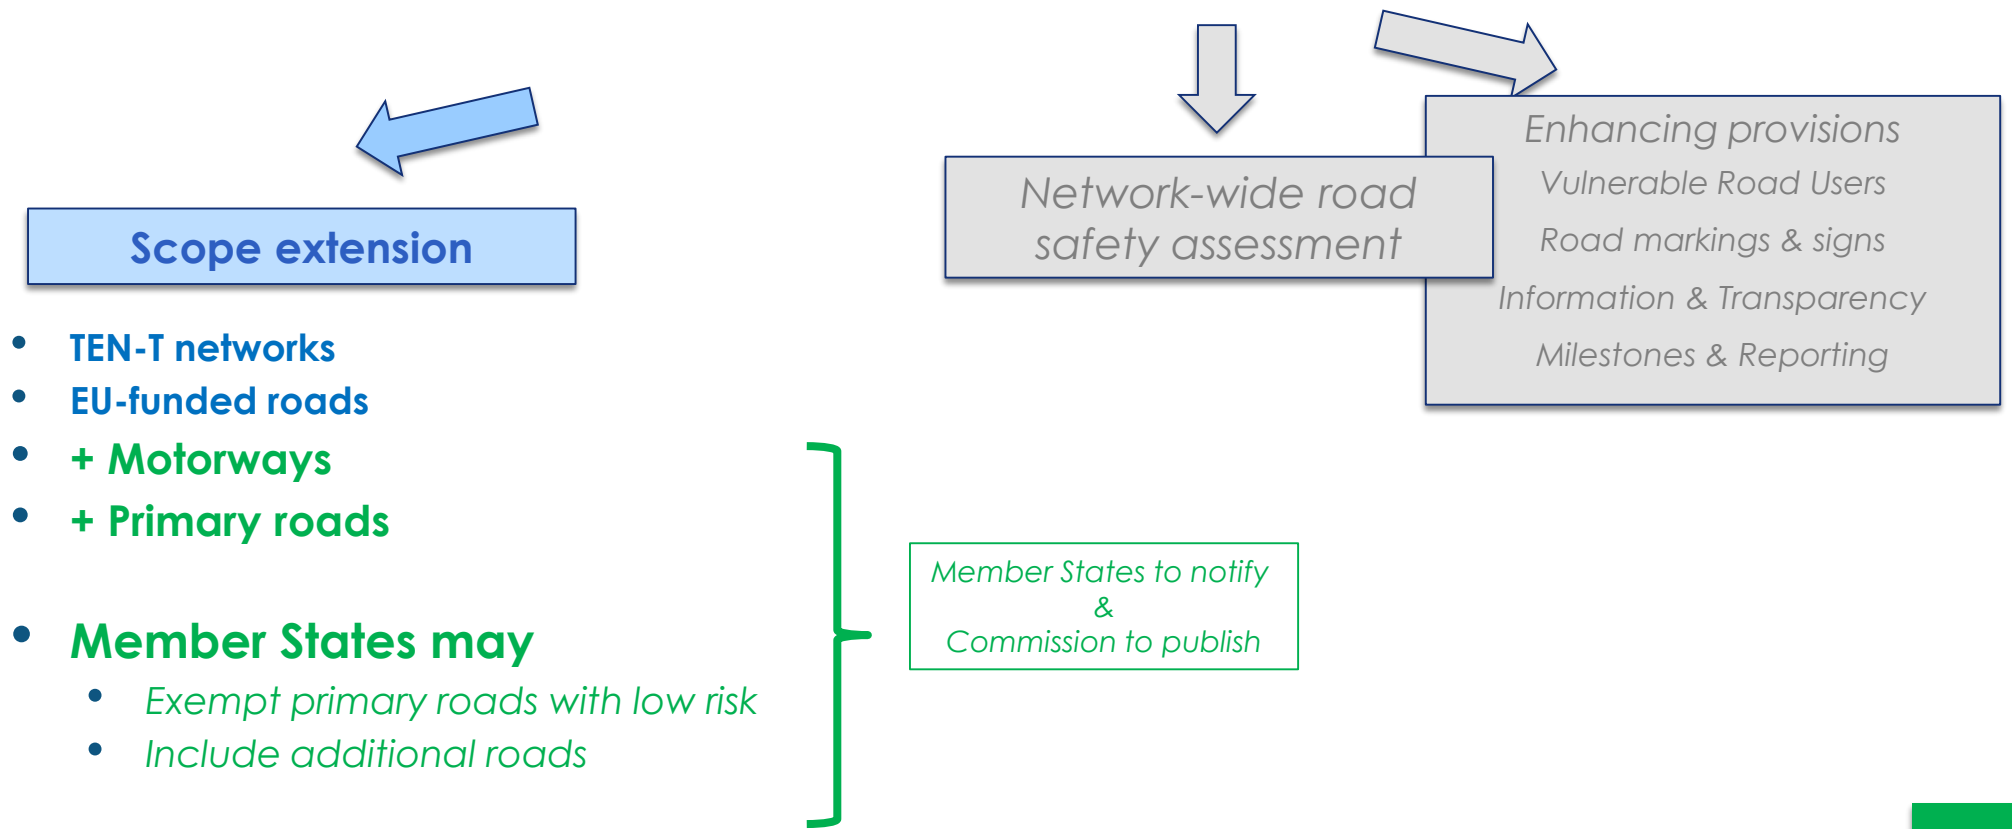 Scope extension
• TEN-T networks
• EU-funded roads
• + Motorways
• + Primary roads
• Member States may
• Exempt primary roads with low risk
• Include additional roads
Member States to notify
&
Commission to publish
Network-wide road
safety assessment
Enhancing provisions
Vulnerable Road Users
Road markings & signs
Information & Transparency
Milestones & Reporting